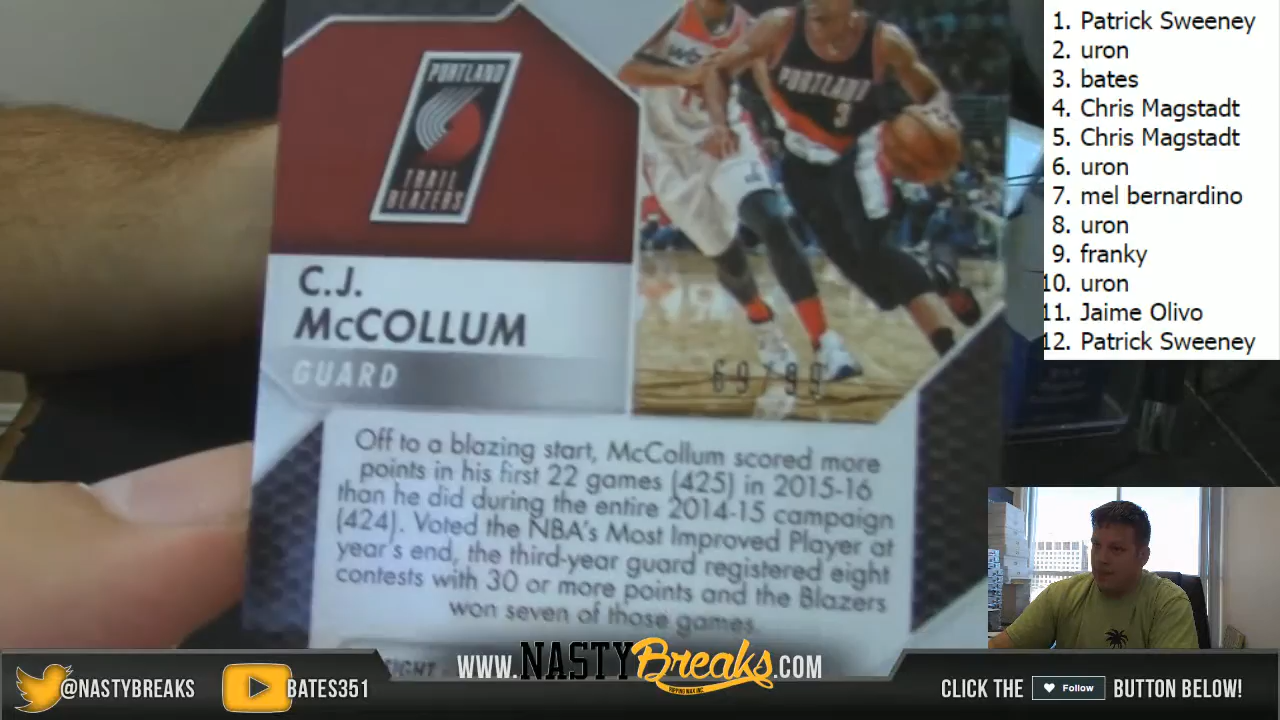 PORTLAND
TRAIL
BLAZERS
C.J.
McCOLLUM
GUARD
PORTLAND
3
69/99
Off to a blazing start, McCollum scored more
points in his first 22 games (425) in 2015-16
than he did during the entire 2014-15 campaign
(424). Voted the NBA's Most Improved Player at
year's end, the third-year guard registered eight
contests with 30 or more points and the Blazers
won seven of those games.
1. Patrick Sweeney
2. uron
3. bates
4. Chris Magstadt
5. Chris Magstadt
6. uron
7. mel bernardino
8. uron
9. franky
10. uron
11. Jaime Olivo
12. Patrick Sweeney
@NASTYBREAKS
BATES351
WWW.NASTYBreaks.COM
CLICK THE Follow BUTTON BELOW!